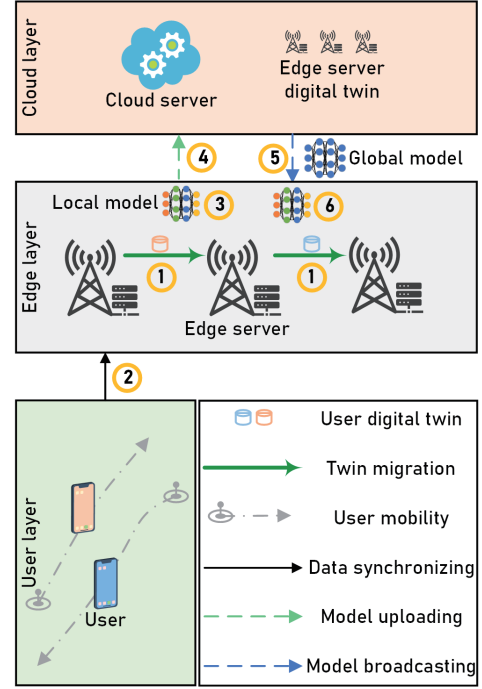 Cloud layer
Cloud server
Edge server
digital twin
4
5
Global model
Edge layer
Local model
3
6
1
1
Edge server
2
User layer
User
User digital twin
Twin migration
User mobility
Data synchronizing
Model uploading
Model broadcasting